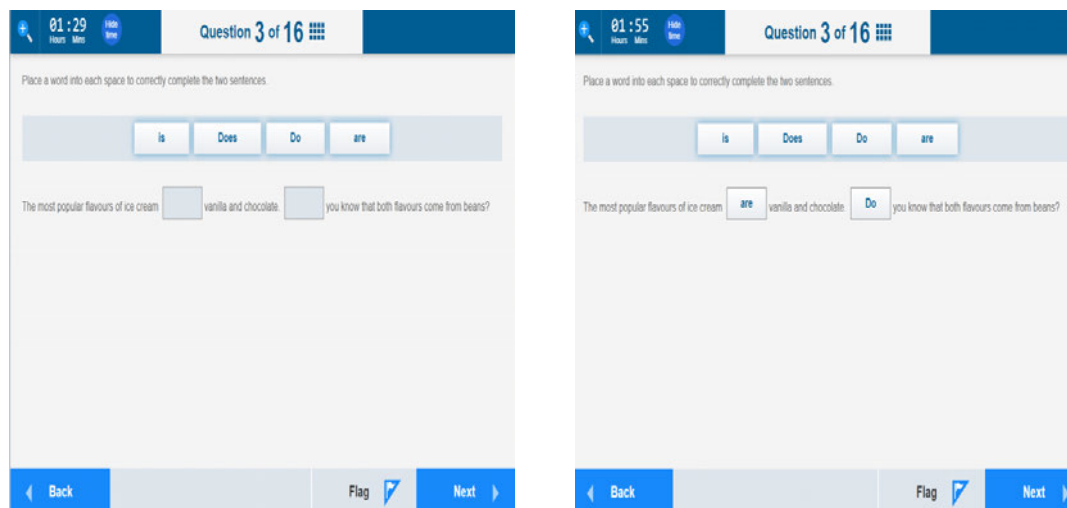 01:29
Hours Mins
Hide time
Question 3 of 16
Place a word into each space to correctly complete the two sentences.
is Does Do are
The most popular flavours of ice cream vanilla and chocolate. you know that both flavours come from beans?
Back Flag Next
01:55
Hours Mins
Hide time
Question 3 of 16
Place a word into each space to correctly complete the two sentences.
is Does Do are
The most popular flavours of ice cream are vanilla and chocolate. Do you know that both flavours come from beans?
Back Flag Next